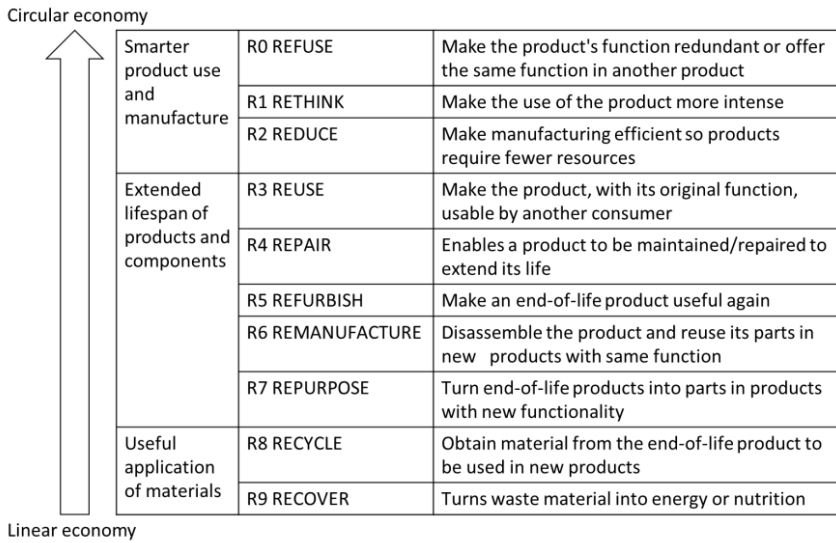 Circular economy
Smarter
product use
and
manufacture
R0 REFUSE
Make the product's function redundant or offer
the same function in another product
R1 RETHINK
Make the use of the product more intense
R2 REDUCE
Make manufacturing efficient so products
require fewer resources
Extended
lifespan of
products and
components
R3 REUSE
Make the product, with its original function,
usable by another consumer
R4 REPAIR
Enables a product to be maintained/repaired to
extend its life
R5 REFURBISH
Make an end-of-life product useful again
R6 REMANUFACTURE
Disassemble the product and reuse its parts in
new products with same function
R7 REPURPOSE
Turn end-of-life products into parts in products
with new functionality
Useful
application
of materials
R8 RECYCLE
Obtain material from the end-of-life product to
be used in new products
R9 RECOVER
Turns waste material into energy or nutrition
Linear economy